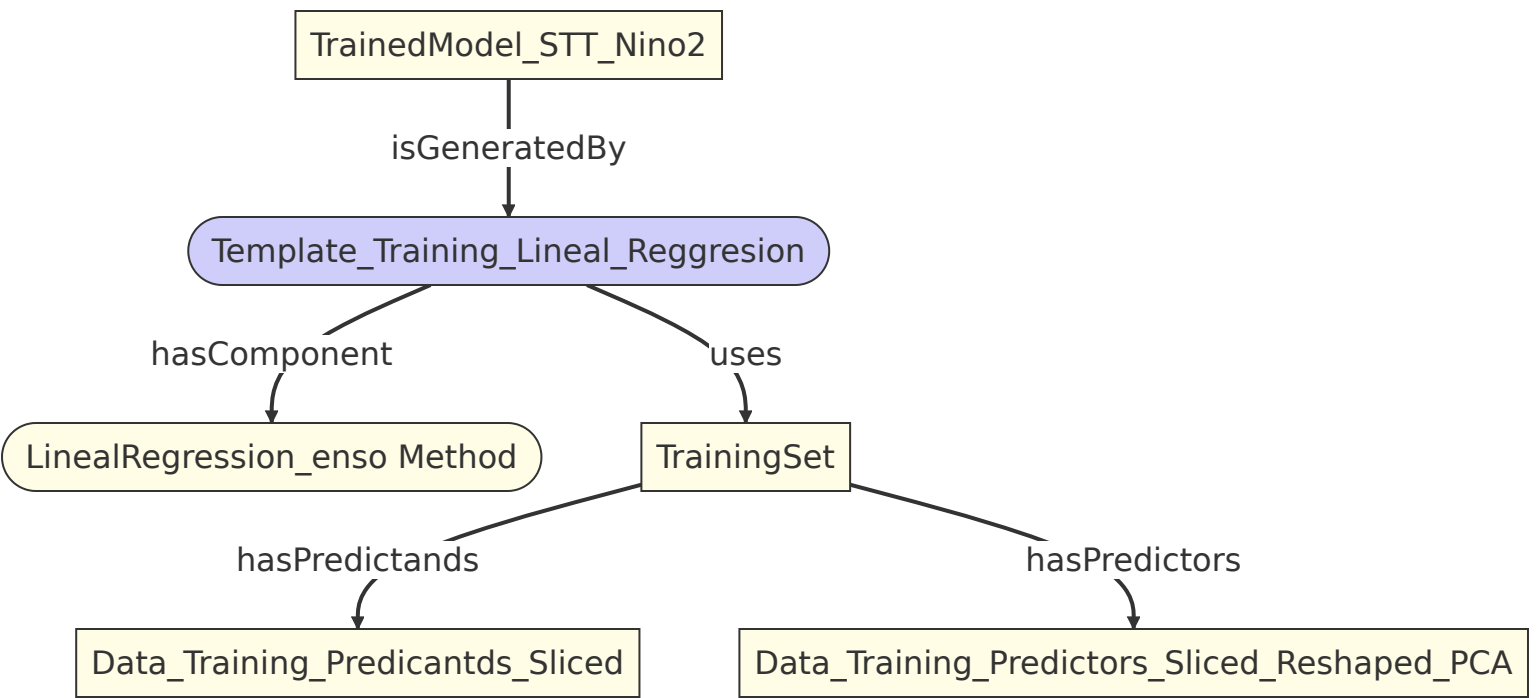 TrainedModel_STT_Nino2
isGeneratedBy
Template_Training_Lineal_Reggresion
hasComponent
uses
LinealRegression_enso Method
TrainingSet
hasPredictands
hasPredictors
Data_Training_Predicantds_Sliced
Data_Training_Predictors_Sliced_Reshaped_PCA